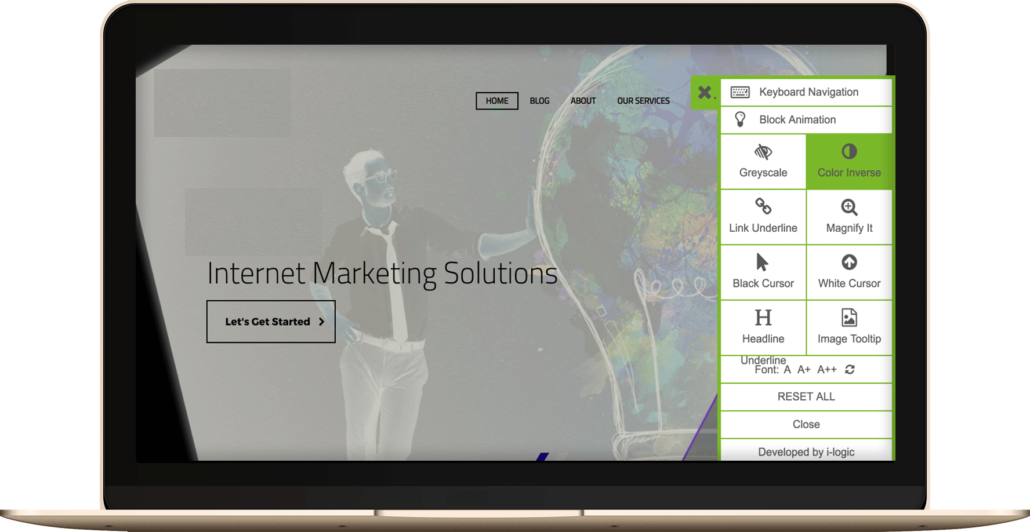 HOME BLOG ABOUT OUR SERVICES
Internet Marketing Solutions
Let's Get Started
Keyboard Navigation
Block Animation
Greyscale Color Inverse
Link Underline Magnify It
Black Cursor White Cursor
H
Headline Image Tooltip
Underline
Font: A A+ A++
RESET ALL
Close
Developed by i-logic